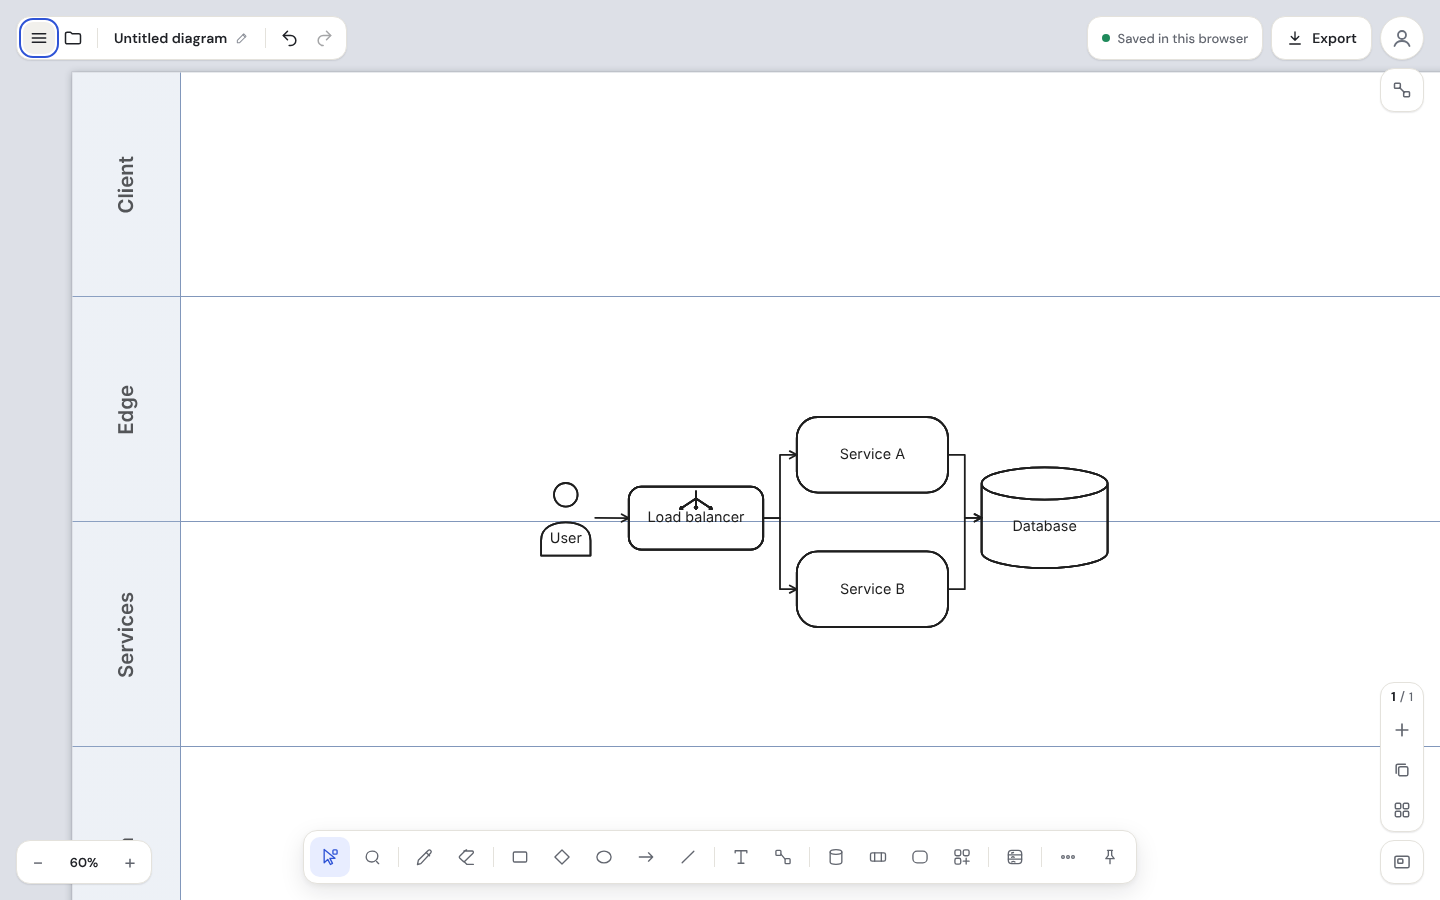 Untitled diagram
Saved in this browser
Export
Client
Edge
Services
User
Load balancer
Service A
Service B
Database
1 / 1
60%